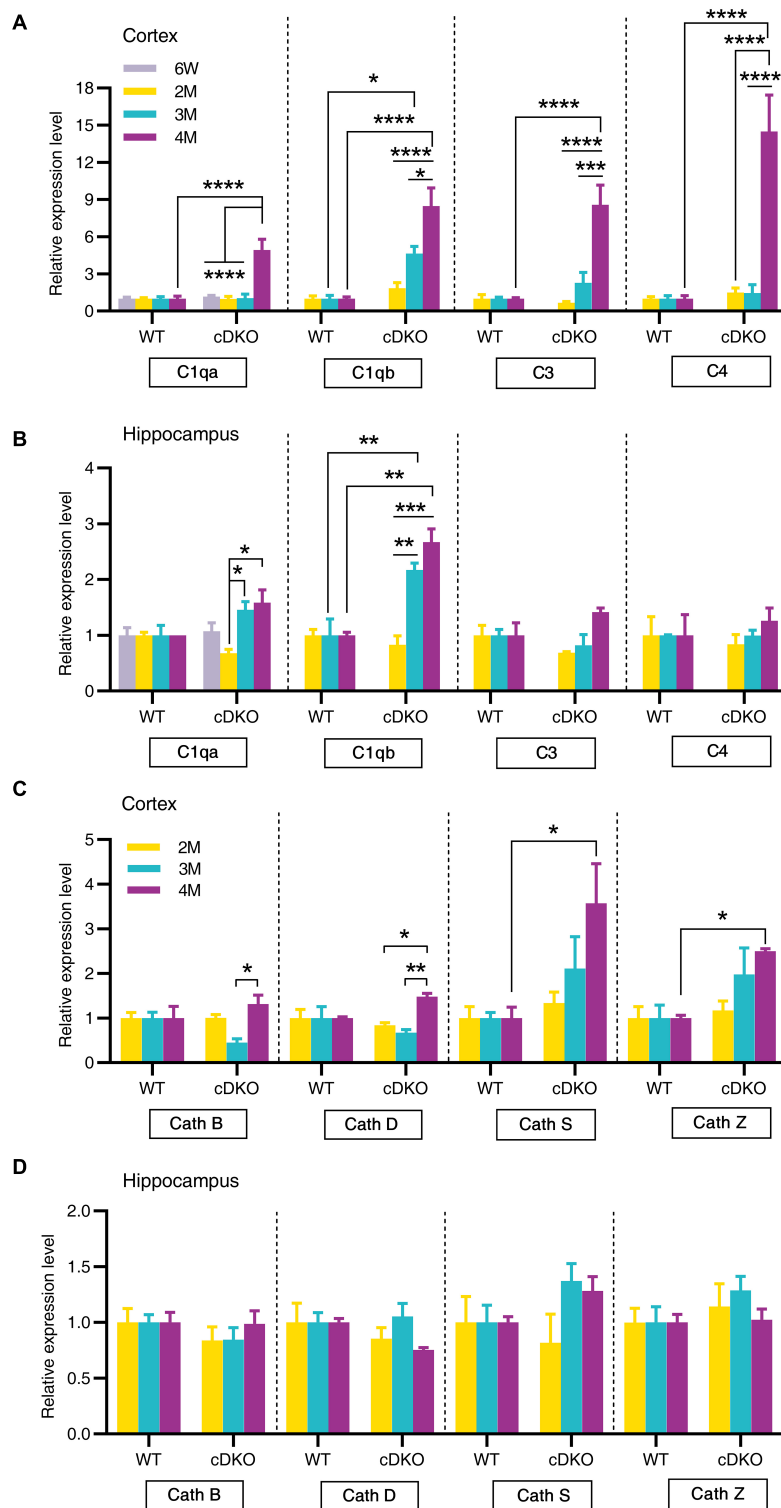 A
Cortex
6W
2M
3M
4M
Relative expression level
18
15
12
9
6
3
0
****
****
*
****
****
*
****
****
***
****
****
****
WT cDKO WT cDKO WT cDKO WT cDKO
C1qa C1qb C3 C4
B
Hippocampus
Relative expression level
4
3
2
1
0
*
*
**
**
***
**
WT cDKO WT cDKO WT cDKO WT cDKO
C1qa C1qb C3 C4
C
Cortex
2M
3M
4M
Relative expression level
5
4
3
2
1
0
*
*
**
*
*
WT cDKO WT cDKO WT cDKO WT cDKO
Cath B Cath D Cath S Cath Z
D
Hippocampus
Relative expression level
2.0
1.5
1.0
0.5
0.0
WT cDKO WT cDKO WT cDKO WT cDKO
Cath B Cath D Cath S Cath Z